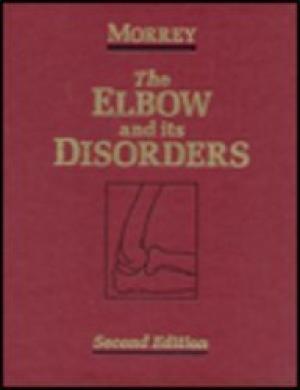 MORREY
The
ELBOW
and its
DISORDERS
Second Edition